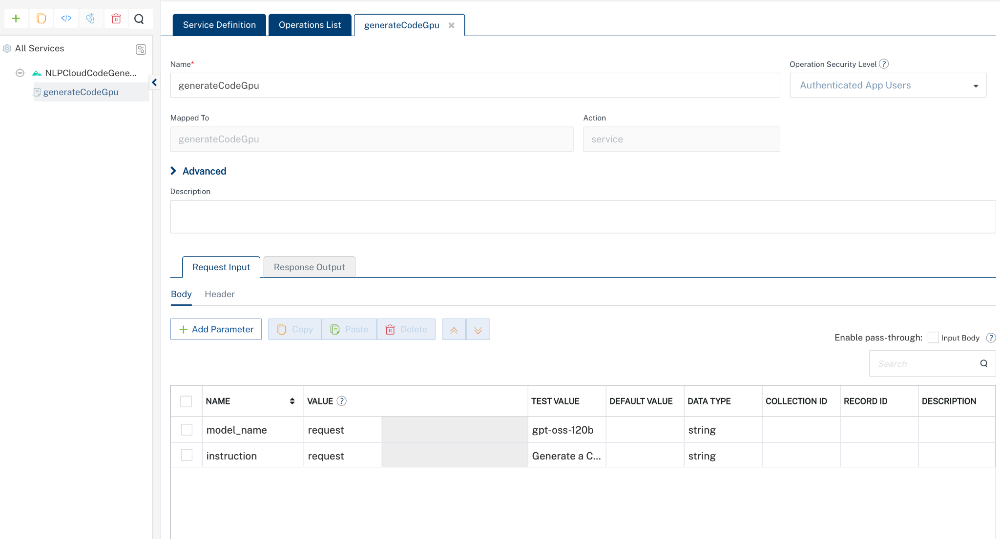 </>
All Services
NLPCloudCodeGene...
generateCodeGpu
Service Definition
Operations List
generateCodeGpu
Name*
Operation Security Level ?
generateCodeGpu
Authenticated App Users
Mapped To
Action
generateCodeGpu
service
Advanced
Description
Request Input
Response Output
Body
Header
Add Parameter
Copy
Paste
Delete
Enable pass-through: Input Body ?
Search
NAME VALUE ? TEST VALUE DEFAULT VALUE DATA TYPE COLLECTION ID RECORD ID DESCRIPTION
model_name request gpt-oss-120b string
instruction request Generate a C... string